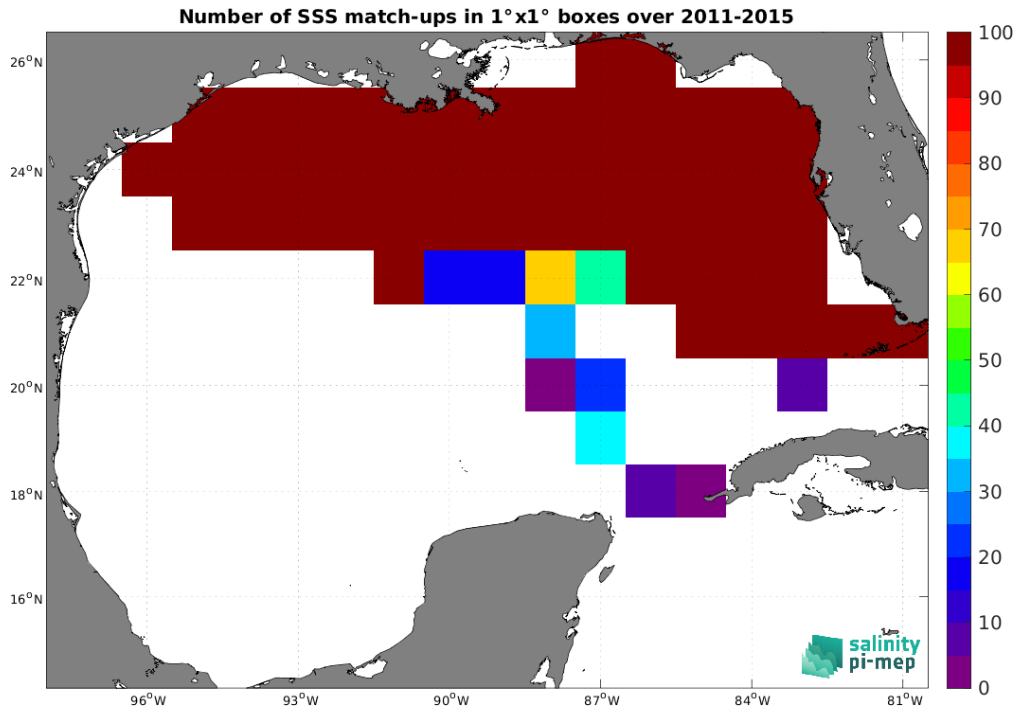 Number of SSS match-ups in 1°x1° boxes over 2011-2015
26°N
24°N
22°N
20°N
18°N
16°N
96°W
93°W
90°W
87°W
84°W
81°W
100
90
80
70
60
50
40
30
20
10
0
salinity
pi-mep